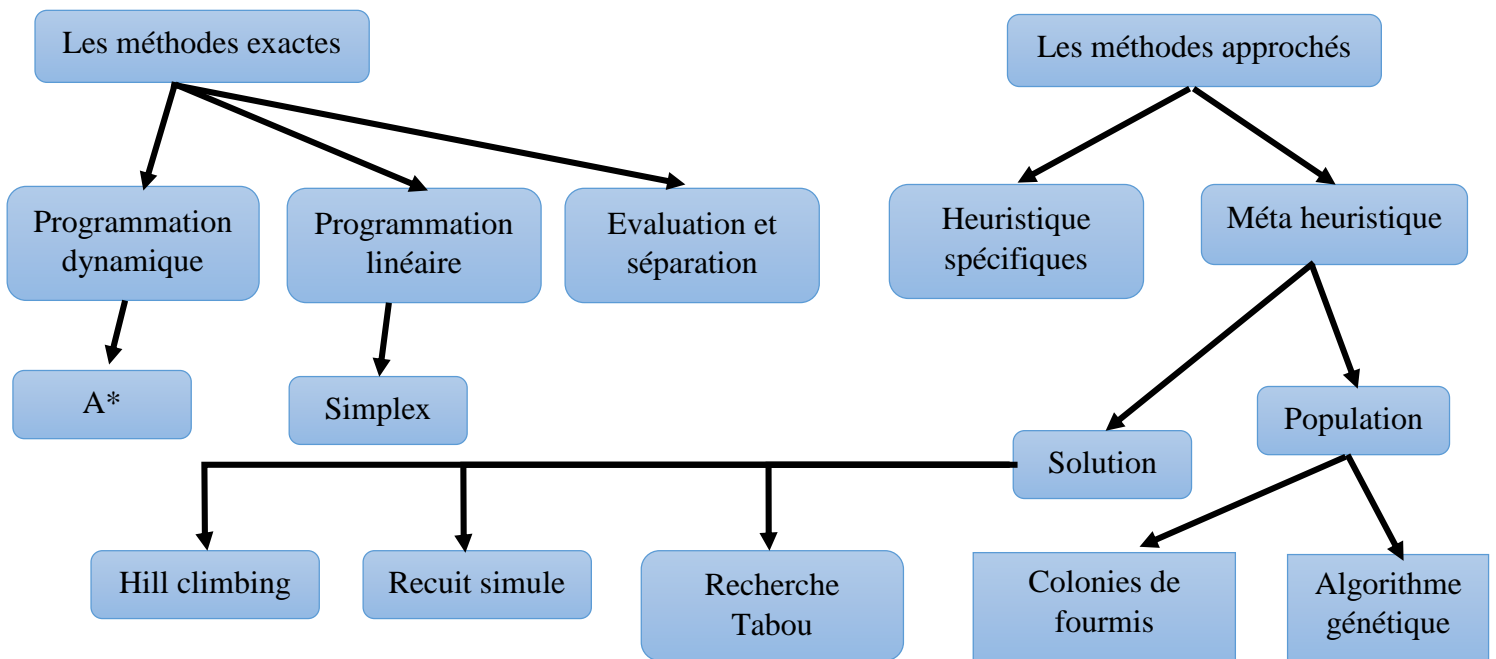 Les méthodes exactes
Les méthodes approchés
Programmation
dynamique
Programmation
linéaire
Evaluation et
séparation
Heuristique
spécifiques
Méta heuristique
A*
Simplex
Solution
Population
Hill climbing
Recuit simule
Recherche
Tabou
Colonies de
fourmis
Algorithme
génétique